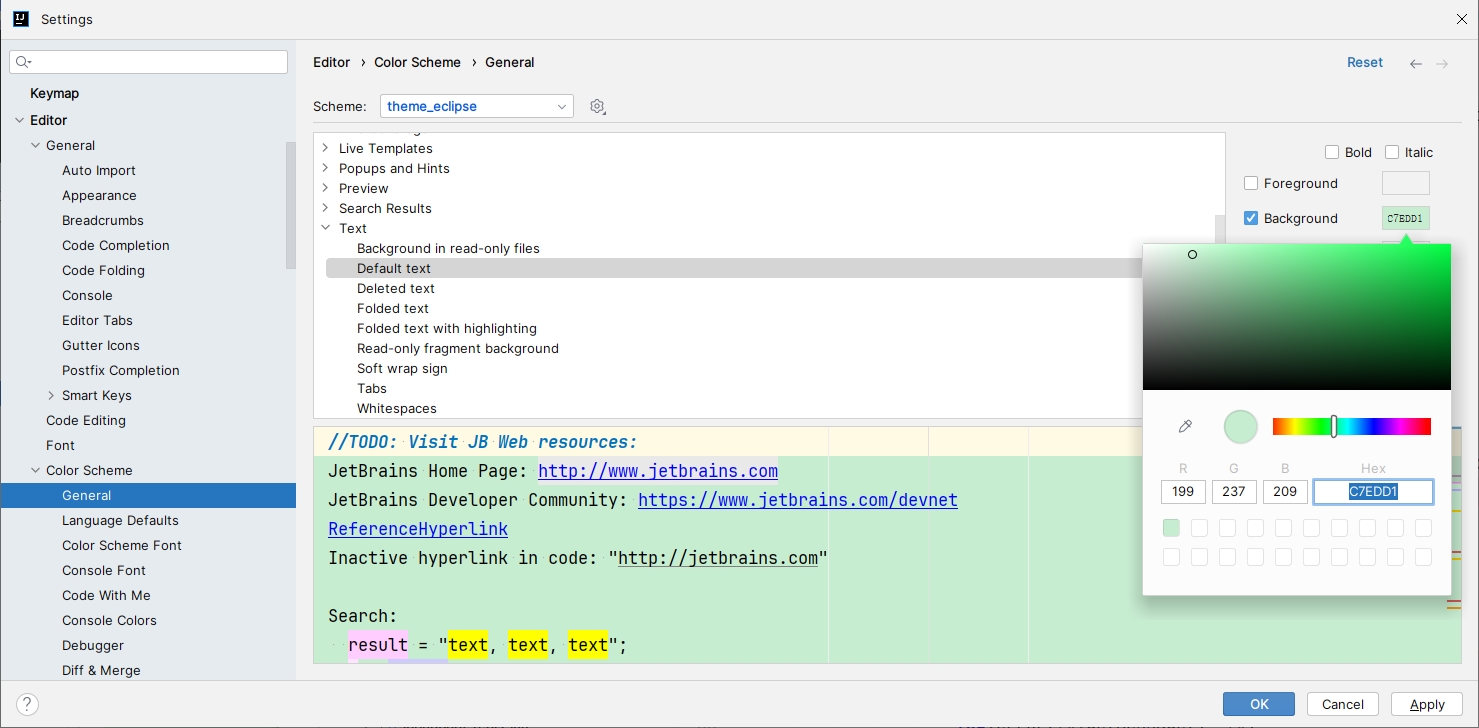 Settings
Keymap
Editor
General
Auto Import
Appearance
Breadcrumbs
Code Completion
Code Folding
Console
Editor Tabs
Gutter Icons
Postfix Completion
Smart Keys
Code Editing
Font
Color Scheme
General
Language Defaults
Color Scheme Font
Console Font
Code With Me
Console Colors
Debugger
Diff & Merge
Editor › Color Scheme › General
Reset
Scheme: theme_eclipse
Live Templates
Popups and Hints
Preview
Search Results
Text
Background in read-only files
Default text
Deleted text
Folded text
Folded text with highlighting
Read-only fragment background
Soft wrap sign
Tabs
Whitespaces
Bold Italic
Foreground
Background C7EDD1
R G B Hex
199 237 209 C7EDD1
//TODO: Visit JB Web resources:
JetBrains Home Page: http://www.jetbrains.com
JetBrains Developer Community: https://www.jetbrains.com/devnet
ReferenceHyperlink
Inactive hyperlink in code: "http://jetbrains.com"
Search:
result = "text, text, text";
?
OK Cancel Apply